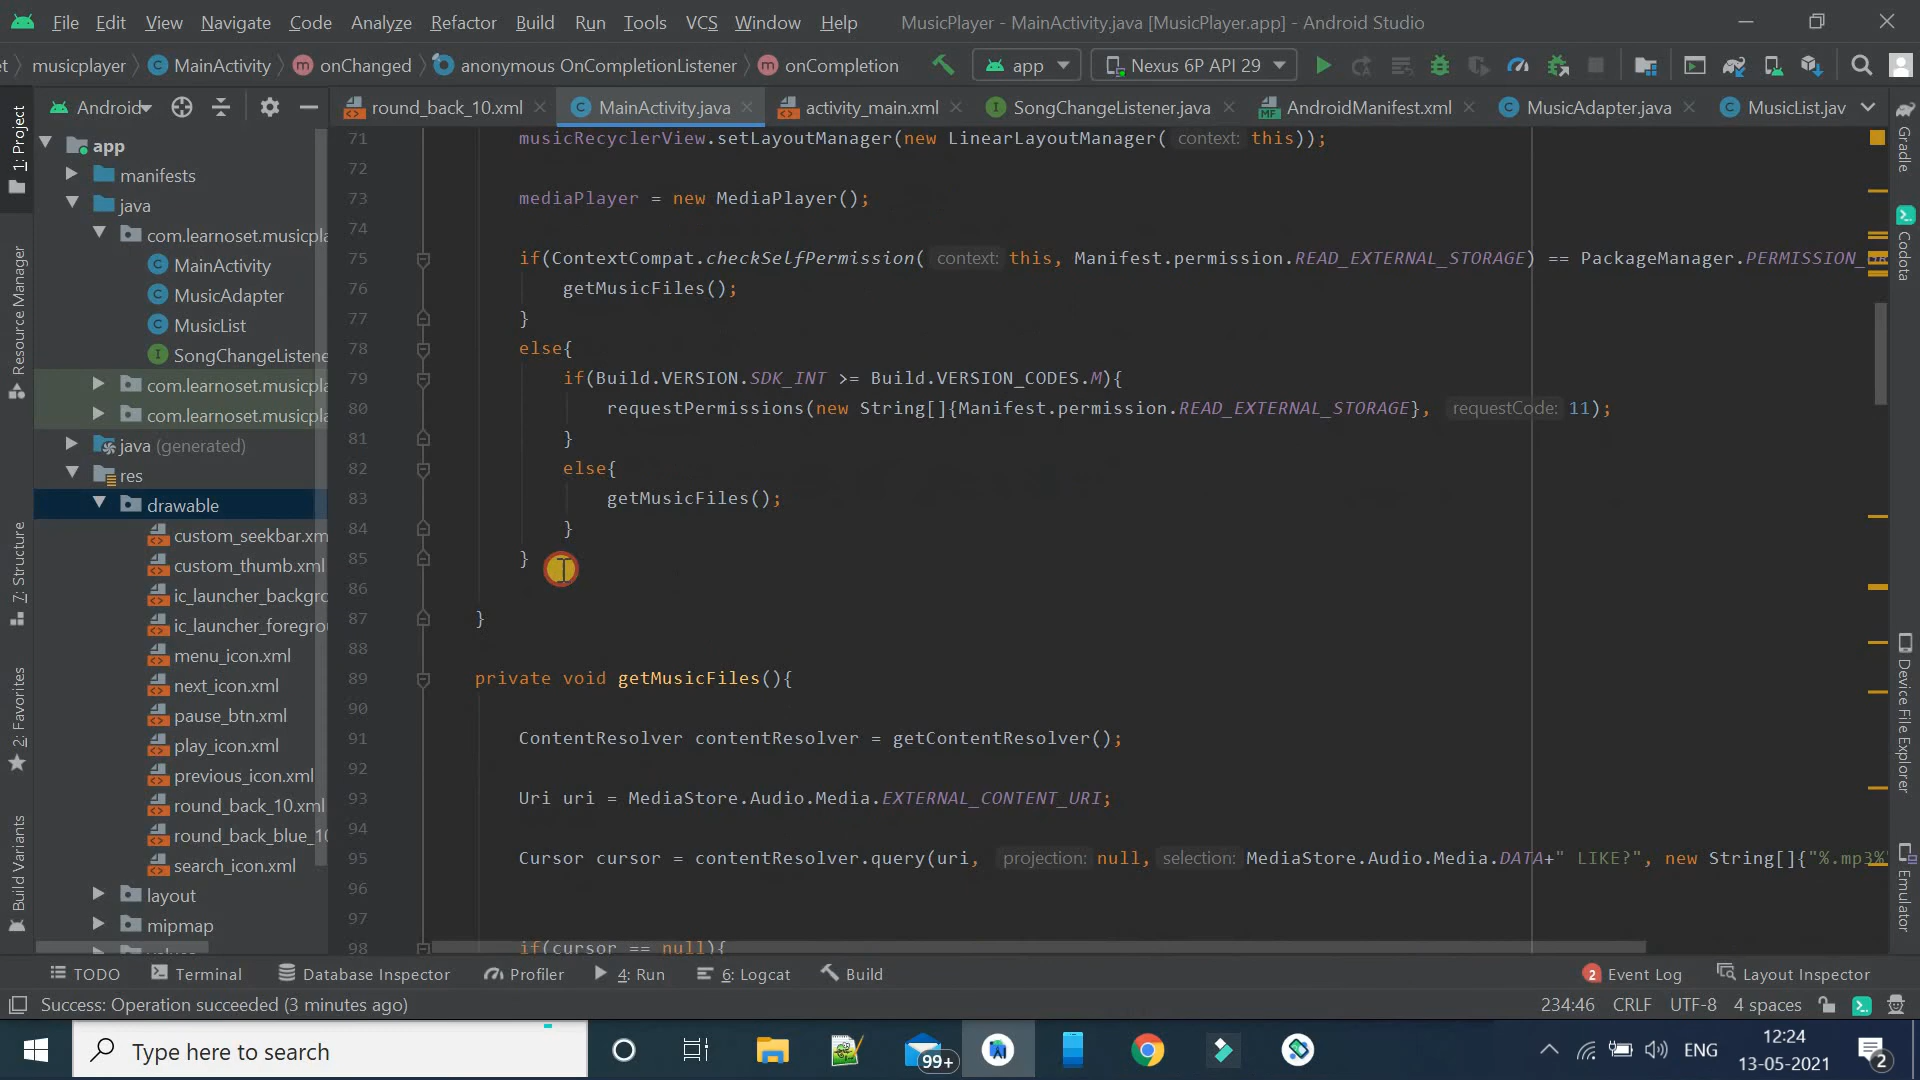 File Edit View Navigate Code Analyze Refactor Build Run Tools VCS Window Help MusicPlayer - MainActivity.java [MusicPlayer.app] - Android Studio
musicplayer MainActivity onChanged anonymous OnCompletionListener onCompletion app Nexus 6P API 29
Android round_back_10.xml MainActivity.java activity_main.xml SongChangeListener.java AndroidManifest.xml MusicAdapter.java MusicList.jav
1: Project
Resource Manager
7: Structure
2: Favorites
Build Variants
app
manifests
java
com.learnoset.musicpla
MainActivity
MusicAdapter
MusicList
SongChangeListene
com.learnoset.musicpla
com.learnoset.musicpla
java (generated)
res
drawable
custom_seekbar.xm
custom_thumb.xml
ic_launcher_backgro
ic_launcher_foregrou
menu_icon.xml
next_icon.xml
pause_btn.xml
play_icon.xml
previous_icon.xml
round_back_10.xml
round_back_blue_10
search_icon.xml
layout
mipmap
71 musicRecyclerView.setLayoutManager(new LinearLayoutManager( context: this));
72
73 mediaPlayer = new MediaPlayer();
74
75 if(ContextCompat.checkSelfPermission( context: this, Manifest.permission.READ_EXTERNAL_STORAGE) == PackageManager.PERMISSION_
76 getMusicFiles();
77 }
78 else{
79 if(Build.VERSION.SDK_INT >= Build.VERSION_CODES.M){
80 requestPermissions(new String[]{Manifest.permission.READ_EXTERNAL_STORAGE}, requestCode: 11);
81 }
82 else{
83 getMusicFiles();
84 }
85 }
86
87 }
88
89 private void getMusicFiles(){
90
91 ContentResolver contentResolver = getContentResolver();
92
93 Uri uri = MediaStore.Audio.Media.EXTERNAL_CONTENT_URI;
94
95 Cursor cursor = contentResolver.query(uri, projection: null, selection: MediaStore.Audio.Media.DATA+" LIKE?", new String[]{"%.mp3%"
96
97
98 if(cursor == null){
Gradle
Codota
Device File Explorer
Emulator
TODO Terminal Database Inspector Profiler 4: Run 6: Logcat Build 2 Event Log Layout Inspector
Success: Operation succeeded (3 minutes ago) 234:46 CRLF UTF-8 4 spaces
Type here to search 99+ ENG 12:24
13-05-2021 2